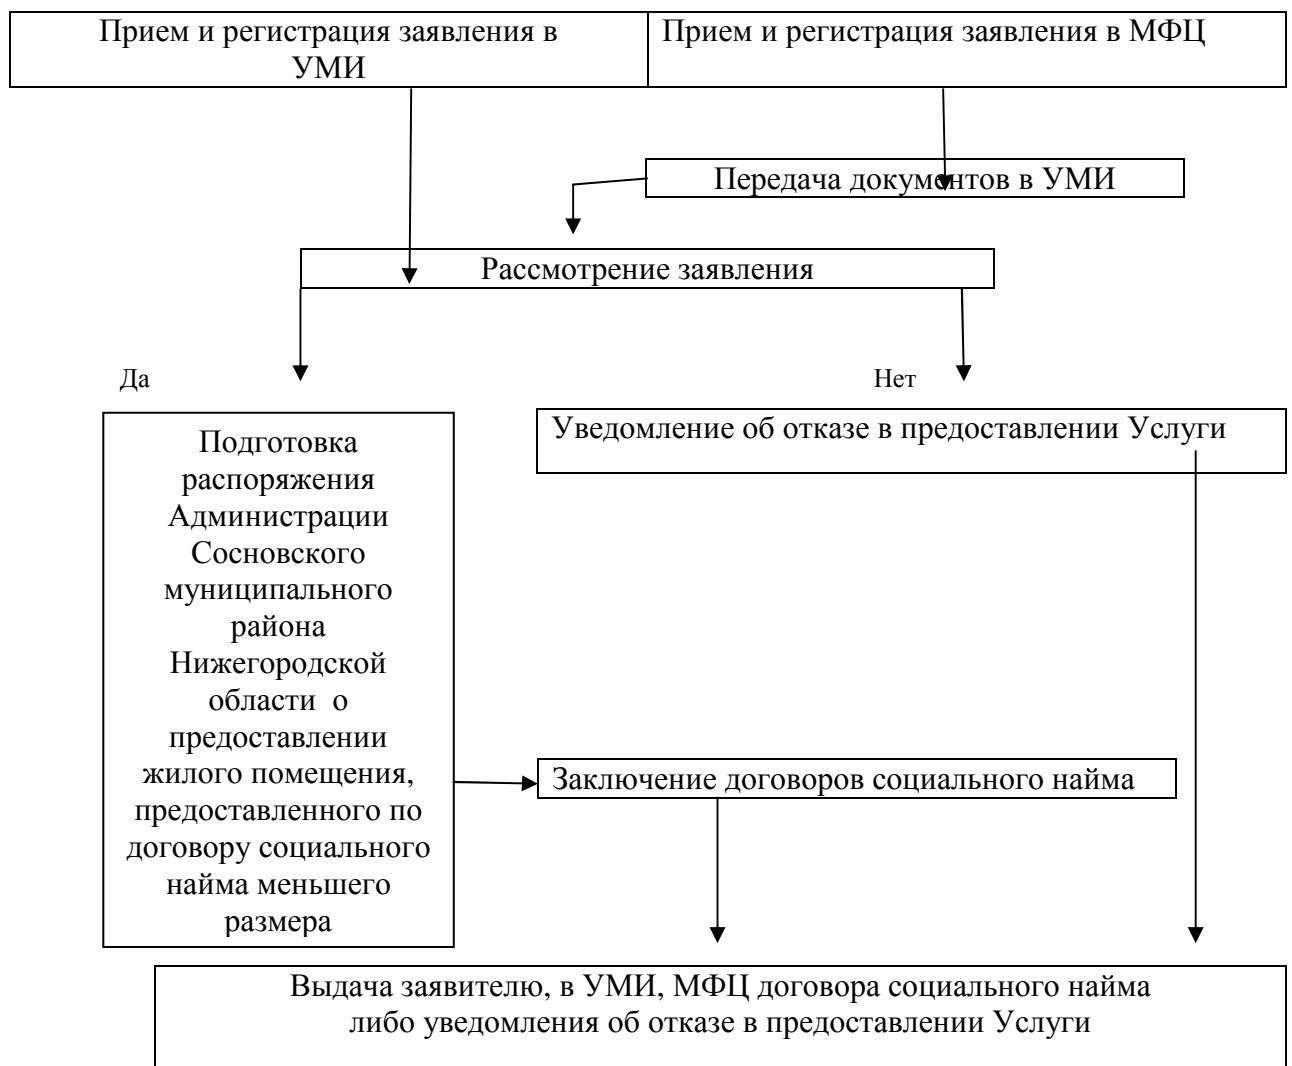 Прием и регистрация заявления в
УМИ
Прием и регистрация заявления в МФЦ
Передача документов в УМИ
Рассмотрение заявления
Да
Нет
Подготовка
распоряжения
Администрации
Сосновского
муниципального
района
Нижегородской
области о
предоставлении
жилого помещения,
предоставленного по
договору социального
найма меньшего
размера
Уведомление об отказе в предоставлении Услуги
Заключение договоров социального найма
Выдача заявителю, в УМИ, МФЦ договора социального найма
либо уведомления об отказе в предоставлении Услуги